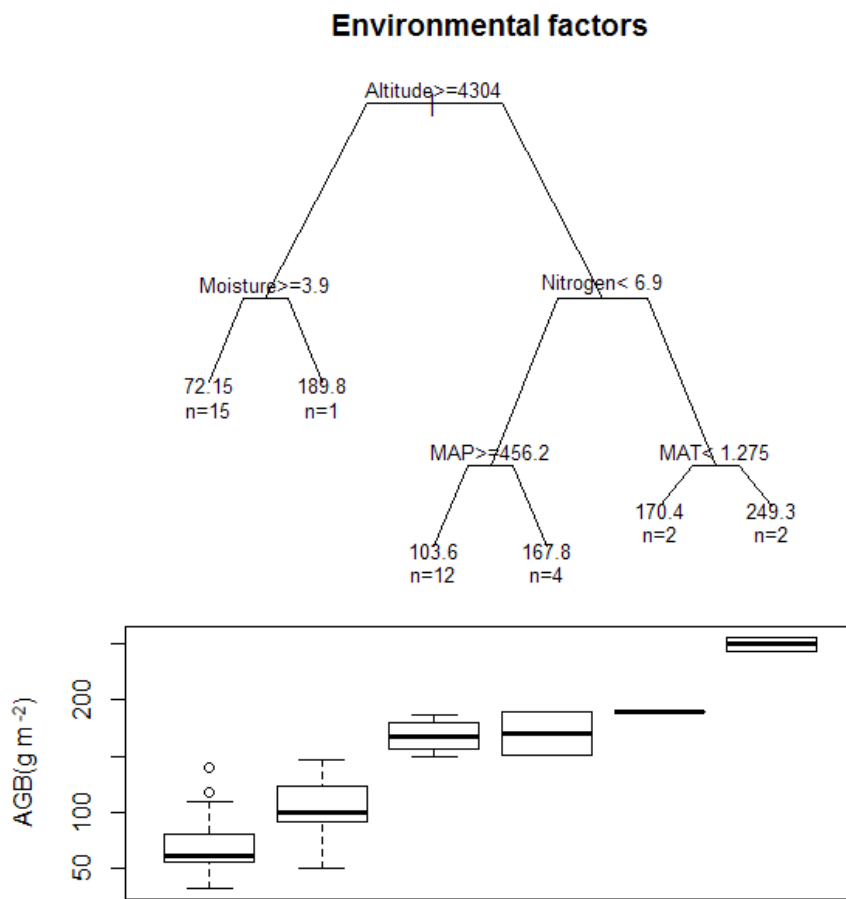 Environmental factors
Altitude>=4304
Moisture>=3.9
Nitrogen< 6.9
72.15
n=15
189.8
n=1
MAP>=456.2
MAT< 1.275
103.6
n=12
167.8
n=4
170.4
n=2
249.3
n=2
AGB(g m -2)
200
100
50